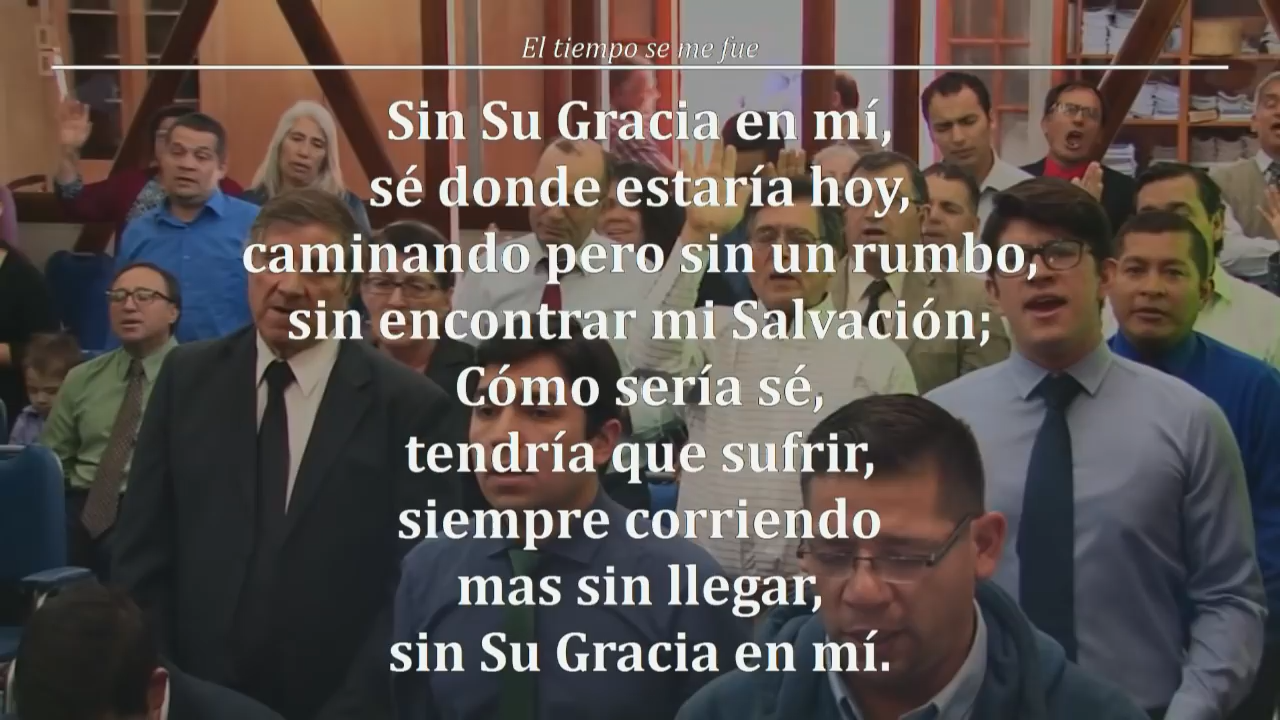 El tiempo se me fue
Sin Su Gracia en mí,
sé donde estaría hoy,
caminando pero sin un rumbo,
sin encontrar mi Salvación;
Cómo sería sé,
tendría que sufrir,
siempre corriendo
mas sin llegar,
sin Su Gracia en mí.